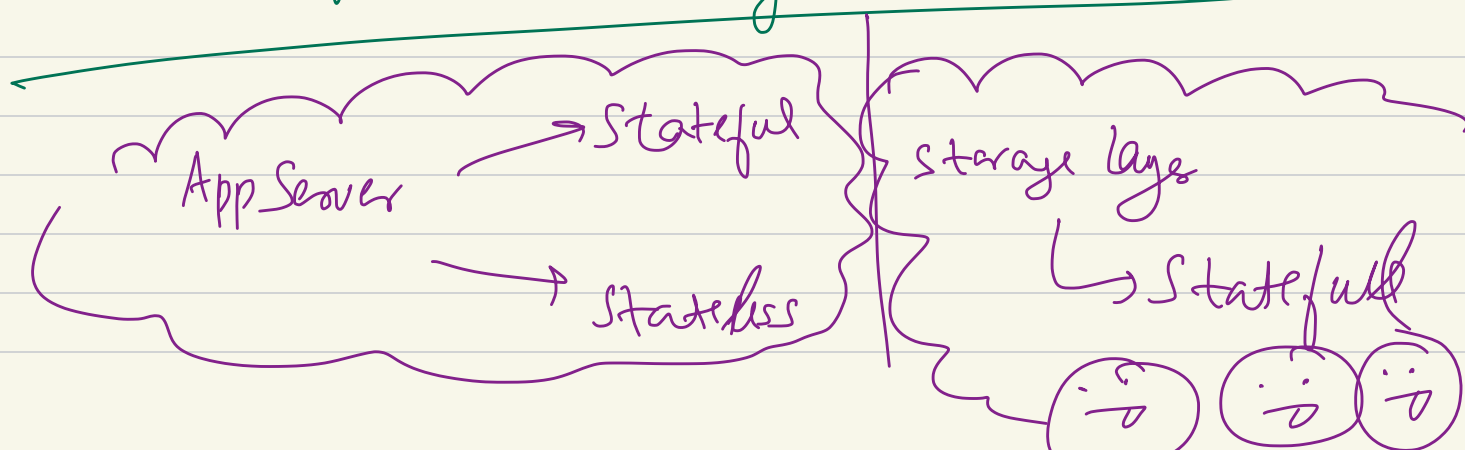 App Server
Stateful
Stateless
Storage layer
Statefull